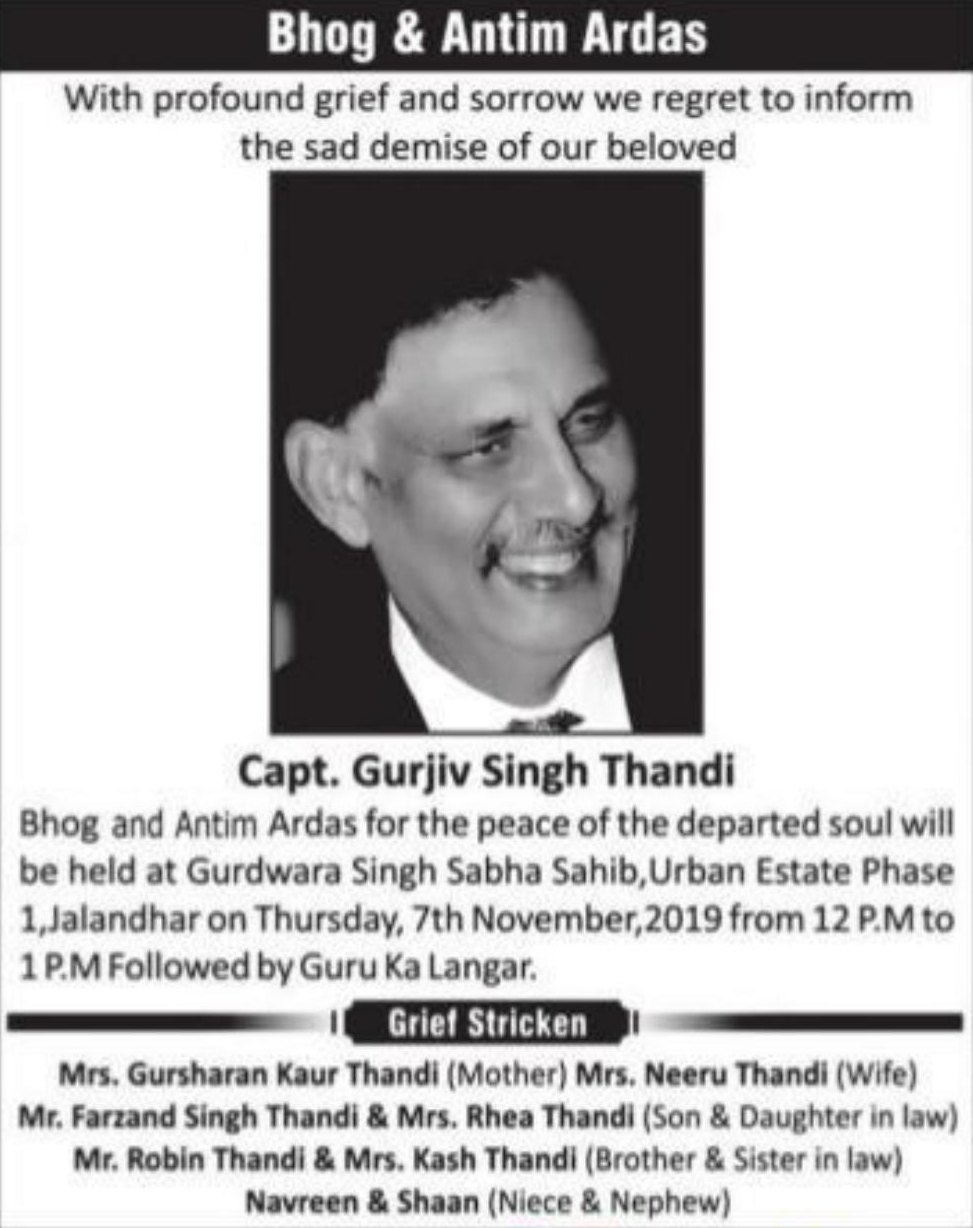 Bhog & Antim Ardas
With profound grief and sorrow we regret to inform
the sad demise of our beloved
Capt. Gurjiv Singh Thandi
Bhog and Antim Ardas for the peace of the departed soul will
be held at Gurdwara Singh Sabha Sahib,Urban Estate Phase
1,Jalandhar on Thursday, 7th November,2019 from 12 P.M to
1 P.M Followed by Guru Ka Langar.
Grief Stricken
Mrs. Gursharan Kaur Thandi (Mother) Mrs. Neeru Thandi (Wife)
Mr. Farzand Singh Thandi & Mrs. Rhea Thandi (Son & Daughter in law)
Mr. Robin Thandi & Mrs. Kash Thandi (Brother & Sister in law)
Navreen & Shaan (Niece & Nephew)